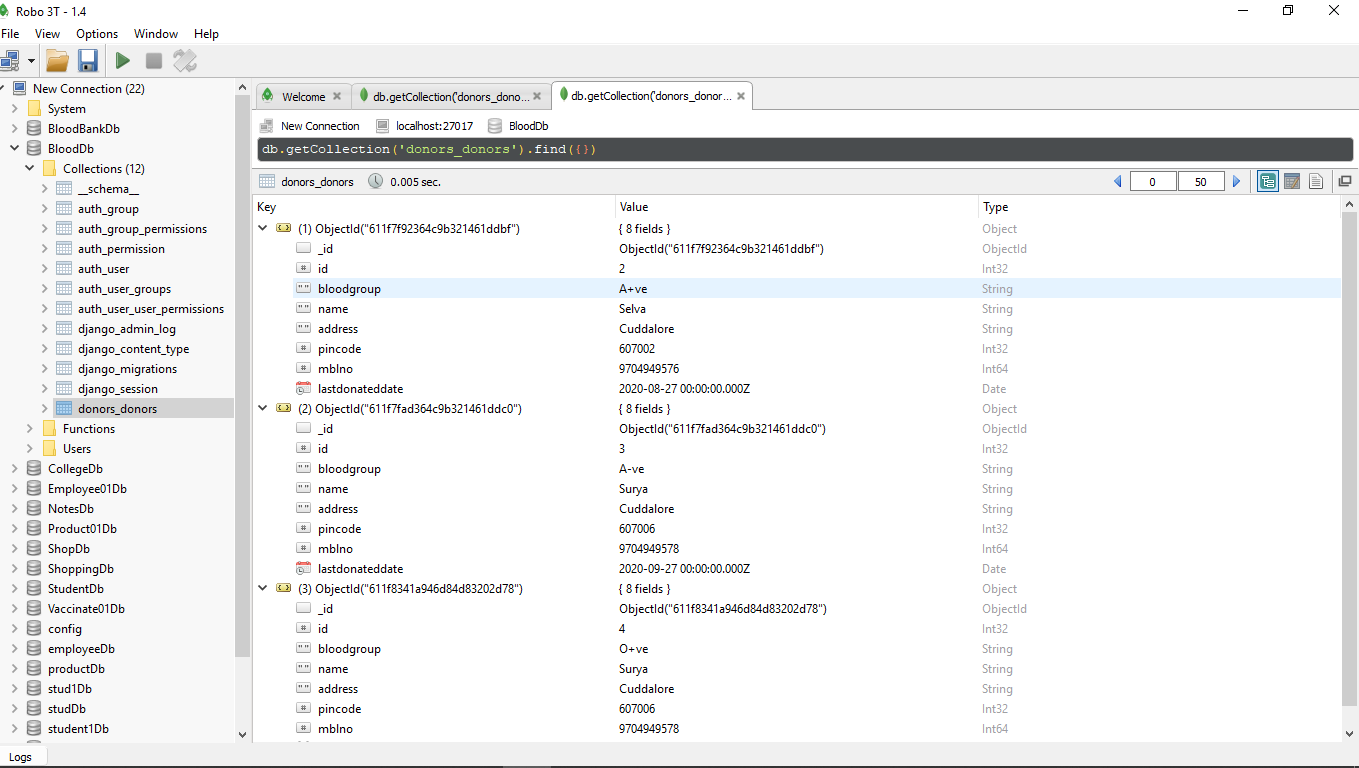 Robo 3T - 1.4
File View Options Window Help
New Connection (22)
System
BloodBankDb
BloodDb
Collections (12)
__schema__
auth_group
auth_group_permissions
auth_permission
auth_user
auth_user_groups
auth_user_user_permissions
django_admin_log
django_content_type
django_migrations
django_session
donors_donors
Functions
Users
CollegeDb
Employee01Db
NotesDb
Product01Db
ShopDb
ShoppingDb
StudentDb
Vaccinate01Db
config
employeeDb
productDb
stud1Db
studDb
student1Db
Welcome db.getCollection('donors_dono... db.getCollection('donors_donor...
New Connection localhost:27017 BloodDb
db.getCollection('donors_donors').find({})
donors_donors 0.005 sec. 0 50
Key Value Type
(1) ObjectId("611f7f92364c9b321461ddbf") { 8 fields } Object
_id ObjectId("611f7f92364c9b321461ddbf") ObjectId
# id 2 Int32
"" bloodgroup A+ve String
"" name Selva String
"" address Cuddalore String
# pincode 607002 Int32
# mblno 9704949576 Int64
lastdonateddate 2020-08-27 00:00:00.000Z Date
(2) ObjectId("611f7fad364c9b321461ddc0") { 8 fields } Object
_id ObjectId("611f7fad364c9b321461ddc0") ObjectId
# id 3 Int32
"" bloodgroup A-ve String
"" name Surya String
"" address Cuddalore String
# pincode 607006 Int32
# mblno 9704949578 Int64
lastdonateddate 2020-09-27 00:00:00.000Z Date
(3) ObjectId("611f8341a946d84d83202d78") { 8 fields } Object
_id ObjectId("611f8341a946d84d83202d78") ObjectId
# id 4 Int32
"" bloodgroup O+ve String
"" name Surya String
"" address Cuddalore String
# pincode 607006 Int32
# mblno 9704949578 Int64
Logs